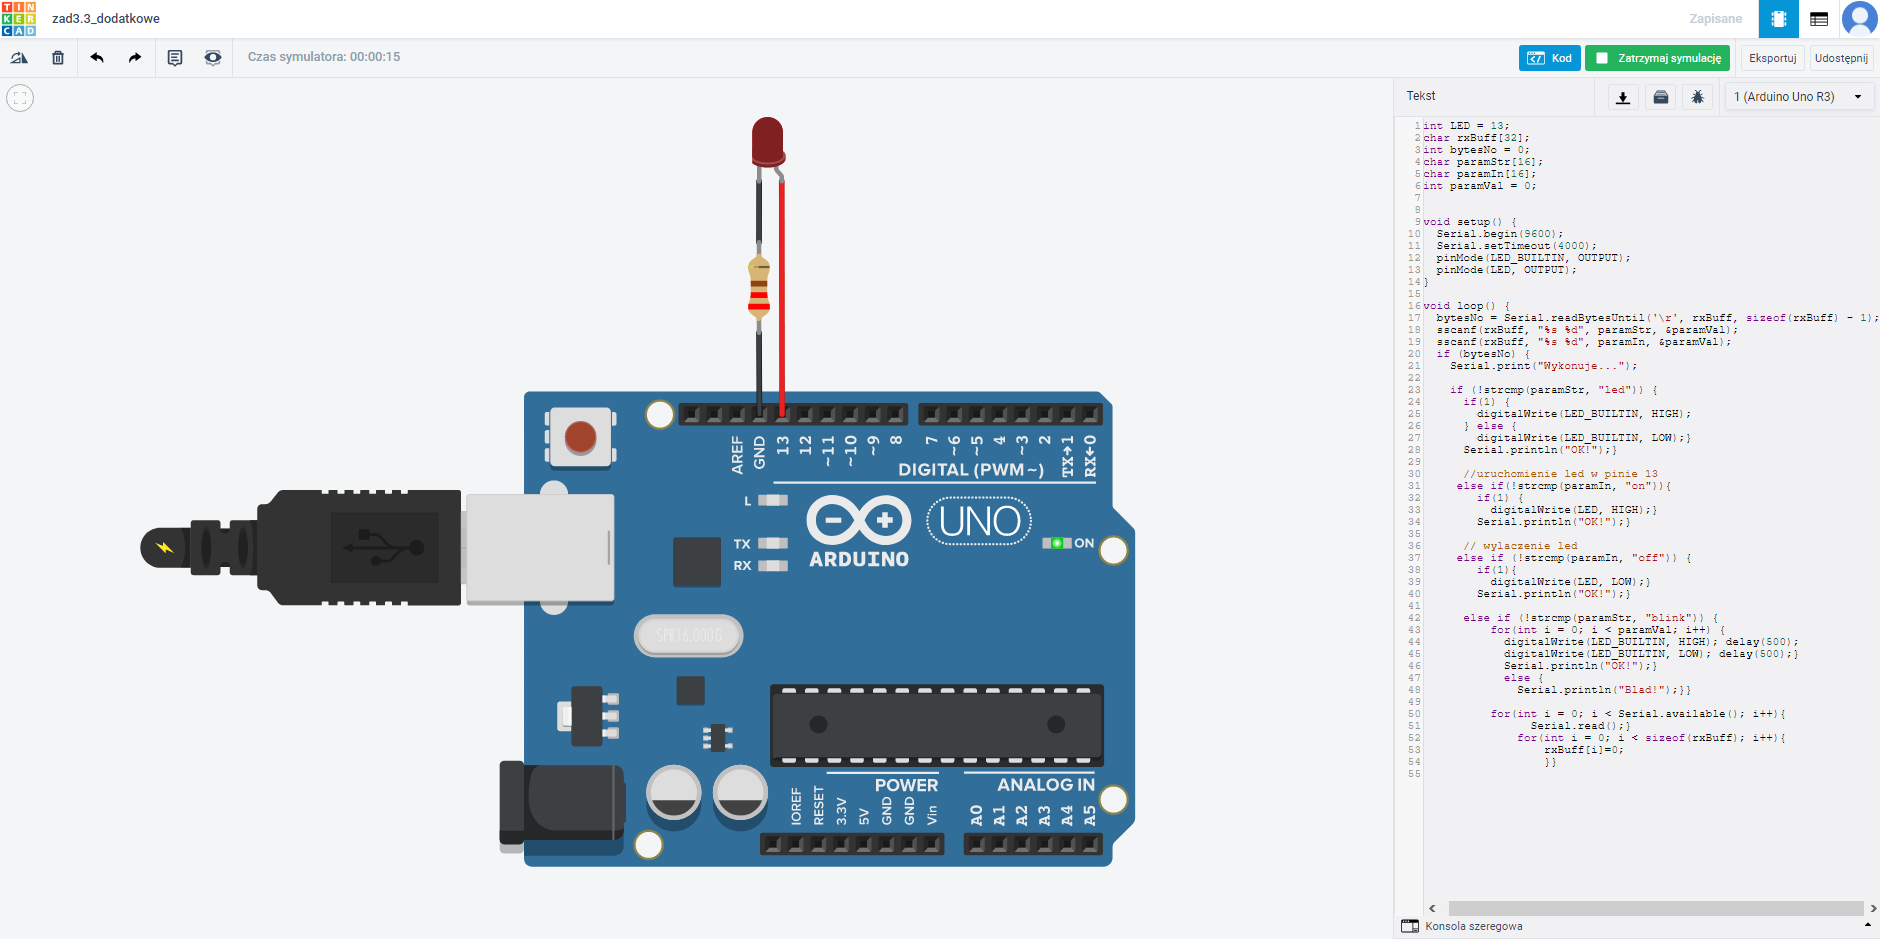 TINKERCAD
zad3.3_dodatkowe
Zapisane
Czas symulatora: 00:00:15
Kod
Zatrzymaj symulację
Eksportuj
Udostępnij
Tekst
1 (Arduino Uno R3)
1 int LED = 13;
2 char rxBuff[32];
3 int bytesNo = 0;
4 char paramStr[16];
5 char paramIn[16];
6 int paramVal = 0;
7
8
9 void setup() {
10 Serial.begin(9600);
11 Serial.setTimeout(4000);
12 pinMode(LED_BUILTIN, OUTPUT);
13 pinMode(LED, OUTPUT);
14 }
15
16 void loop() {
17 bytesNo = Serial.readBytesUntil('\r', rxBuff, sizeof(rxBuff) - 1);
18 sscanf(rxBuff, "%s %d", paramStr, &paramVal);
19 sscanf(rxBuff, "%s %d", paramIn, &paramVal);
20 if (bytesNo) {
21 Serial.print("Wykonuje...");
22
23 if (!strcmp(paramStr, "led")) {
24 if(1) {
25 digitalWrite(LED_BUILTIN, HIGH);
26 } else {
27 digitalWrite(LED_BUILTIN, LOW);}
28 Serial.println("OK!");}
29
30 //uruchomienie led w pinie 13
31 else if(!strcmp(paramIn, "on")){
32 if(1) {
33 digitalWrite(LED, HIGH);}
34 Serial.println("OK!");}
35
36 // wylaczenie led
37 else if (!strcmp(paramIn, "off")) {
38 if(1){
39 digitalWrite(LED, LOW);}
40 Serial.println("OK!");}
41
42 else if (!strcmp(paramStr, "blink")) {
43 for(int i = 0; i < paramVal; i++) {
44 digitalWrite(LED_BUILTIN, HIGH); delay(500);
45 digitalWrite(LED_BUILTIN, LOW); delay(500);}
46 Serial.println("OK!");}
47 else {
48 Serial.println("Blad!");}}
49
50 for(int i = 0; i < Serial.available(); i++){
51 Serial.read();}
52 for(int i = 0; i < sizeof(rxBuff); i++){
53 rxBuff[i]=0;
54 }}
55
Konsola szeregowa
AREF
GND
13
12
~11
~10
~9
8
7
~6
~5
4
~3
2
TX→1
RX←0
DIGITAL (PWM~)
L
TX
RX
ARDUINO
UNO
ON
SPK16.000G
POWER
ANALOG IN
IOREF
RESET
3.3V
5V
GND
GND
Vin
A0
A1
A2
A3
A4
A5